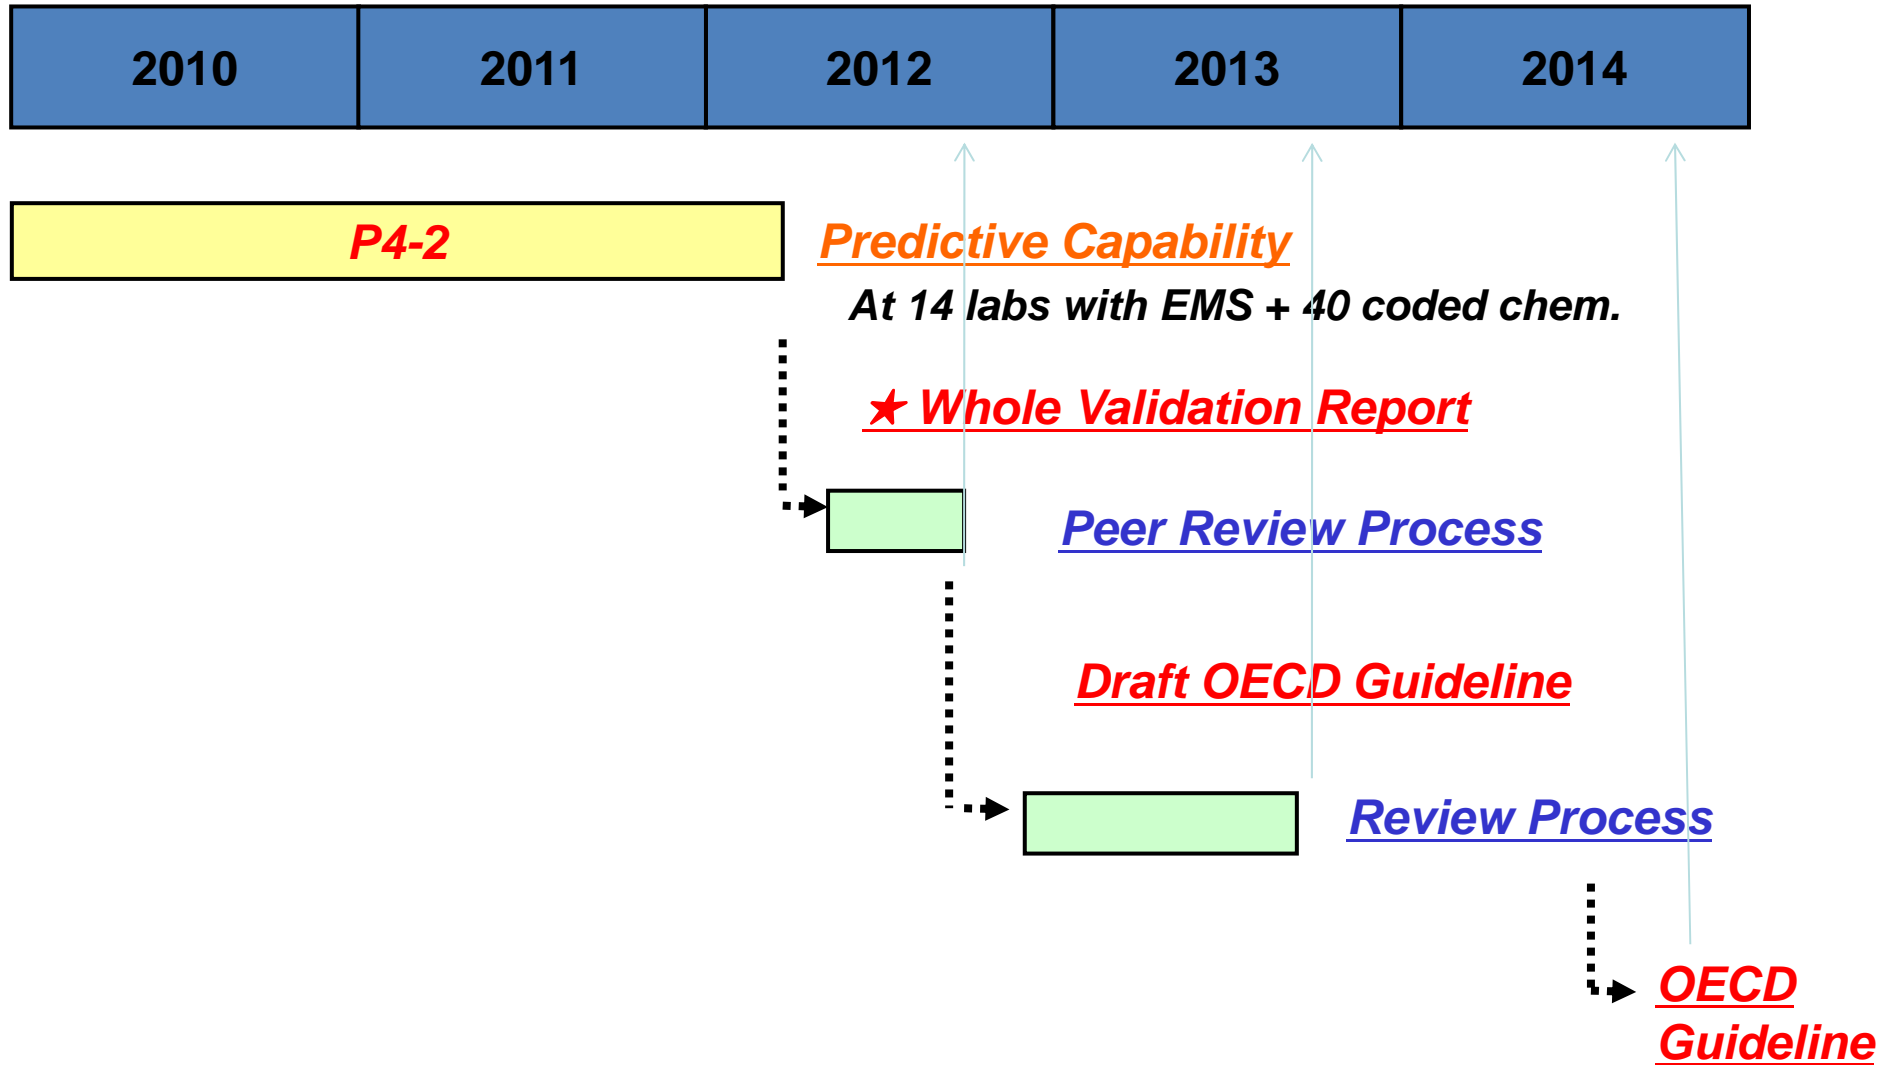 2010 2011 2012 2013 2014
P4-2
Predictive Capability
At 14 labs with EMS + 40 coded chem.
★ Whole Validation Report
Peer Review Process
Draft OECD Guideline
Review Process
OECD
Guideline